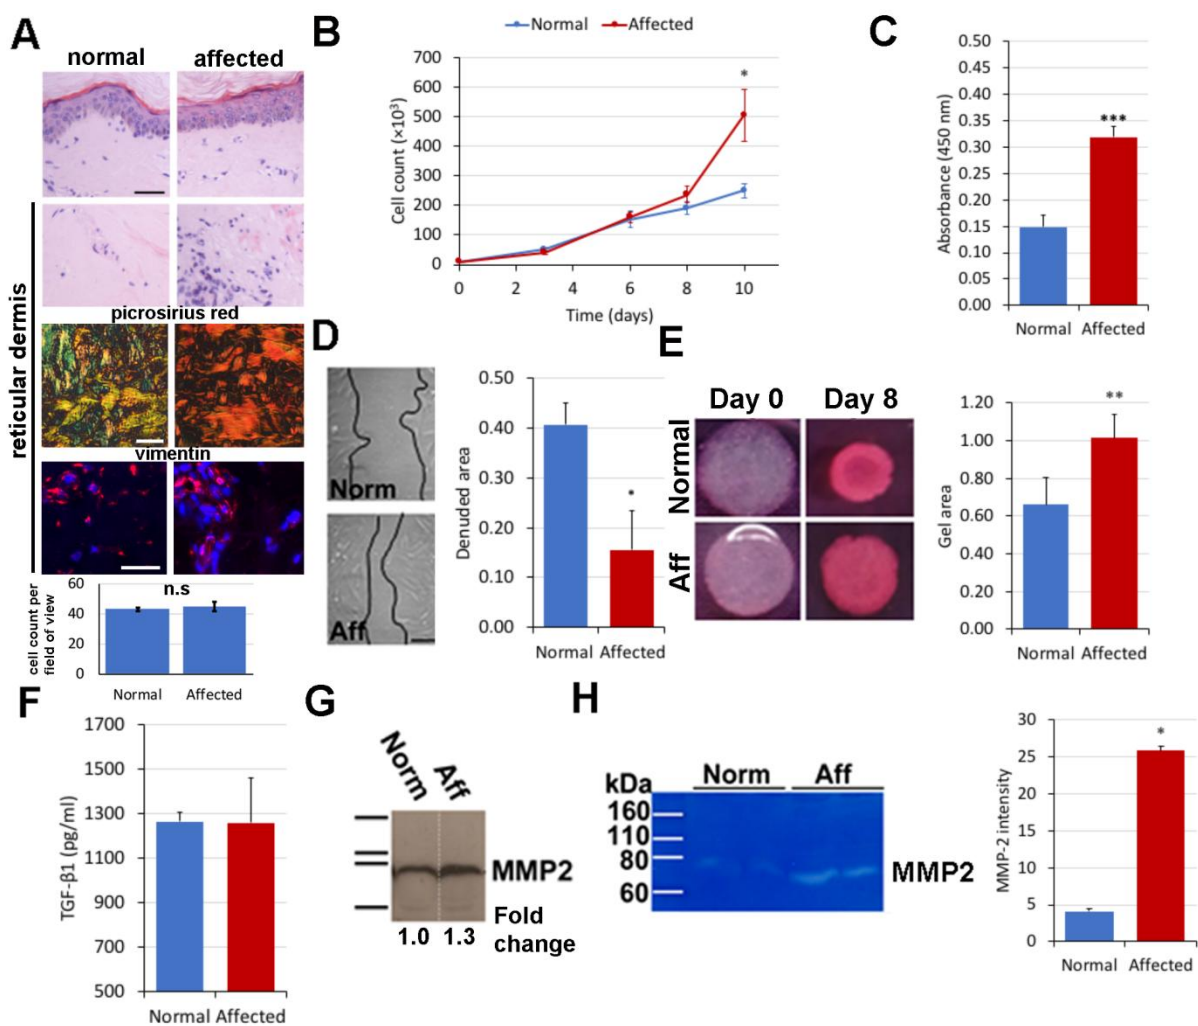 A
normal affected
reticular dermis
picrosirius red
vimentin
cell count per
field of view
60
40
20
0
n.s
Normal Affected
B
Normal Affected
Cell count (×10³)
700
600
500
400
300
200
100
0
*
0 2 4 6 8 10
Time (days)
C
Absorbance (450 nm)
0.50
0.45
0.40
0.35
0.30
0.25
0.20
0.15
0.10
0.05
0.00
***
Normal Affected
D
Norm
Aff
Denuded area
0.50
0.40
0.30
0.20
0.10
0.00
*
Normal Affected
E
Day 0 Day 8
Normal
Aff
Gel area
1.20
1.00
0.80
0.60
0.40
0.20
0.00
**
Normal Affected
F
TGF-β1 (pg/ml)
1700
1500
1300
1100
900
700
500
Normal Affected
G
Norm Aff
MMP2
Fold
change
1.0 1.3
H
kDa
Norm Aff
160
110
80
60
MMP2
MMP-2 intensity
30
25
20
15
10
5
0
*
Normal Affected